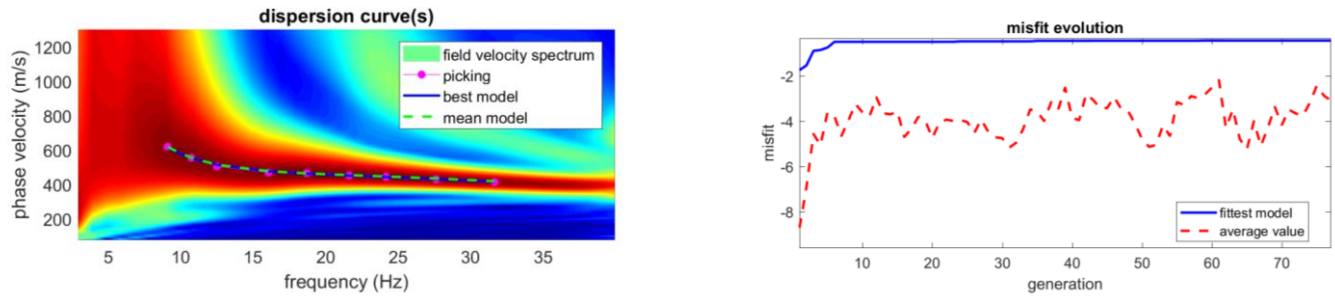 dispersion curve(s)
phase velocity (m/s)
1200
1000
800
600
400
200
field velocity spectrum
picking
best model
mean model
5 10 15 20 25 30 35
frequency (Hz)
misfit evolution
misfit
-2
-4
-6
-8
fittest model
average value
10 20 30 40 50 60 70
generation